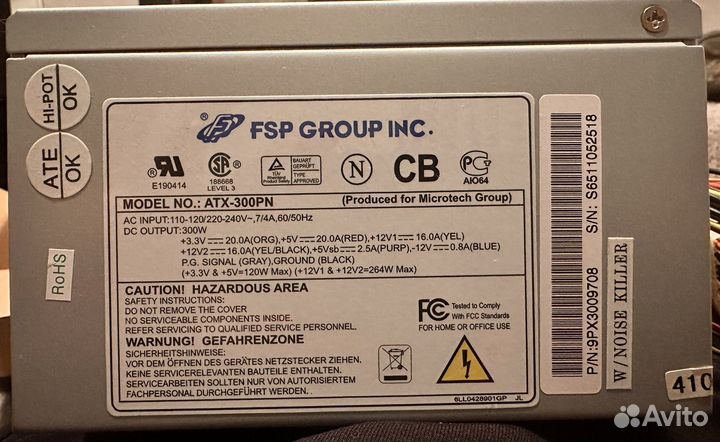 HI-POT
OK
ATE
OK
RoHS
FSP GROUP INC.
E190414
188668
LEVEL 3
TÜV
Rheinland
BAUART
GEPRÜFT
TYPE
APPROVED
N
CB
АЮ64
MODEL NO.: ATX-300PN (Produced for Microtech Group)
AC INPUT:110-120/220-240V~,7/4A,60/50Hz
DC OUTPUT:300W
+3.3V 20.0A(ORG),+5V 20.0A(RED),+12V1 16.0A(YEL)
+12V2 16.0A(YEL/BLACK),+5Vsb 2.5A(PURP),-12V 0.8A(BLUE)
P.G. SIGNAL (GRAY),GROUND (BLACK)
(+3.3V & +5V=120W Max) (+12V1 & +12V2=264W Max)
CAUTION! HAZARDOUS AREA
SAFETY INSTRUCTIONS:
DO NOT REMOVE THE COVER
NO SERVICEABLE COMPONENTS INSIDE.
REFER SERVICING TO QUALIFIED SERVICE PERSONNEL.
FC Tested to Comply
With FCC Standards
FOR HOME OR OFFICE USE
WARNUNG! GEFAHRENZONE
SICHERHEITSHINWEISE:
VOR DEM ÖFFNEN DES GERÄTES NETZSTECKER ZIEHEN.
KEINE SERVICERELEVANTEN BAUTEILE ENTHALTEN.
SERVICEARBEITEN SOLLTEN NUR VON AUTORISIERTEM
FACHPERSONAL DURCHGEFÜHRT WERDEN.
6LL0428901GP JL
S/N: S6511052518
P/N:9PX3009708
W/NOISE KILLER
410
Avito